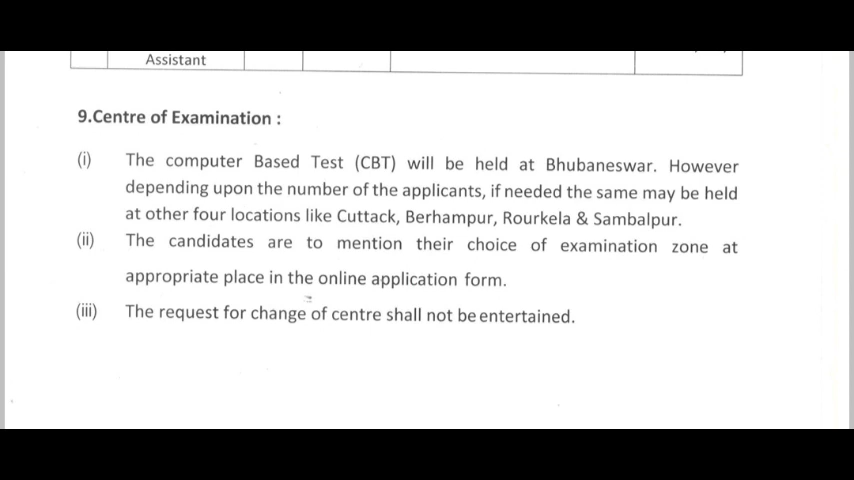 Assistant
9.Centre of Examination :
(i) The computer Based Test (CBT) will be held at Bhubaneswar. However
depending upon the number of the applicants, if needed the same may be held
at other four locations like Cuttack, Berhampur, Rourkela & Sambalpur.
(ii) The candidates are to mention their choice of examination zone at
appropriate place in the online application form.
(iii) The request for change of centre shall not be entertained.